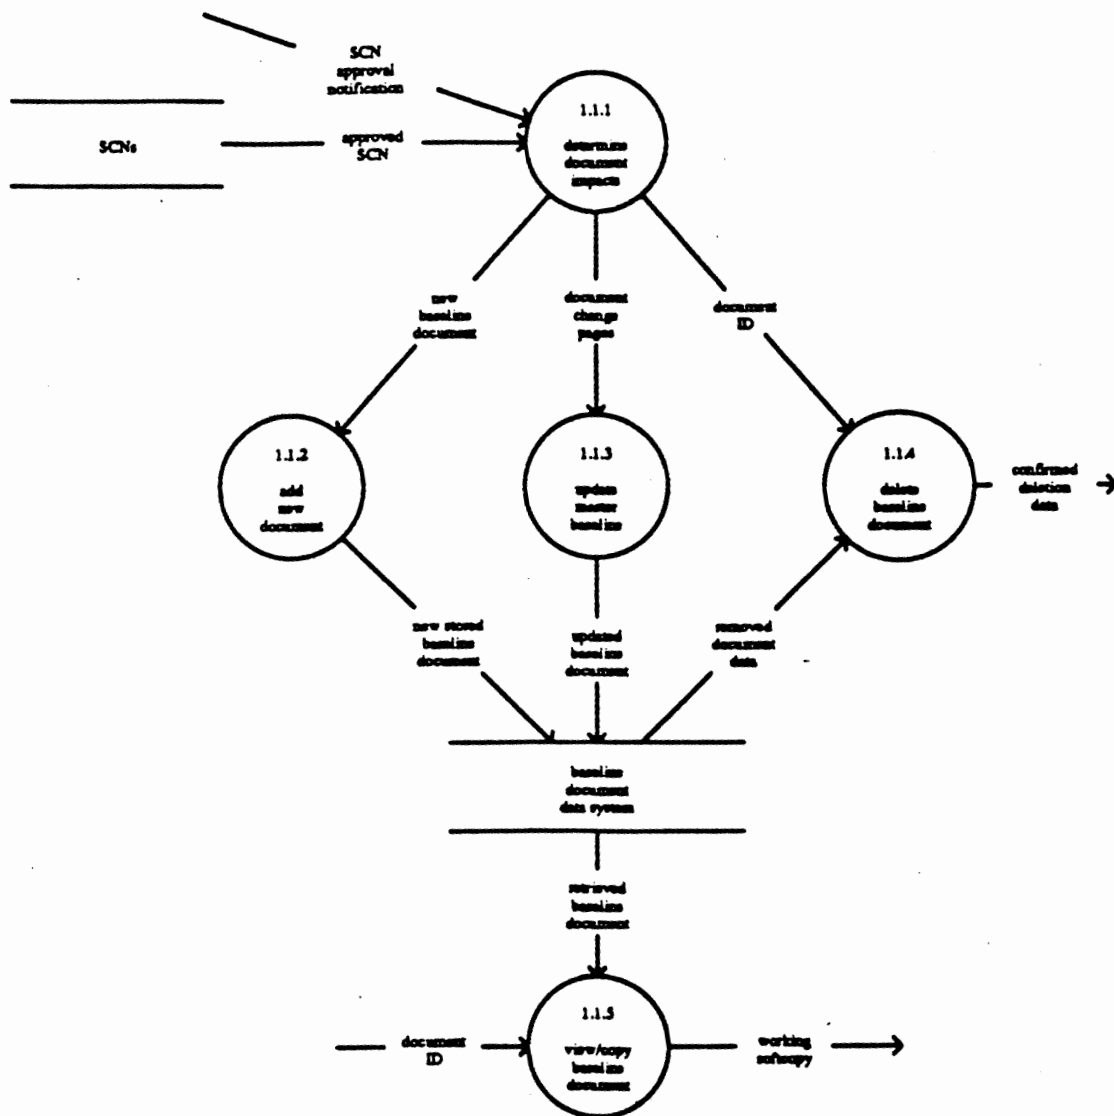 SCN
approval
notification
SCNs
approved
SCN
1.1.1
determine
document
impacts
new
baseline
document
document
change
pages
document
ID
1.1.2
add
new
document
1.1.3
update
master
baseline
1.1.4
delete
baseline
document
confirmed
deletion
data
new stored
baseline
document
updated
baseline
document
removed
document
data
baseline
document
data system
retrieved
baseline
document
document
ID
1.1.5
view/copy
baseline
document
working
softcopy